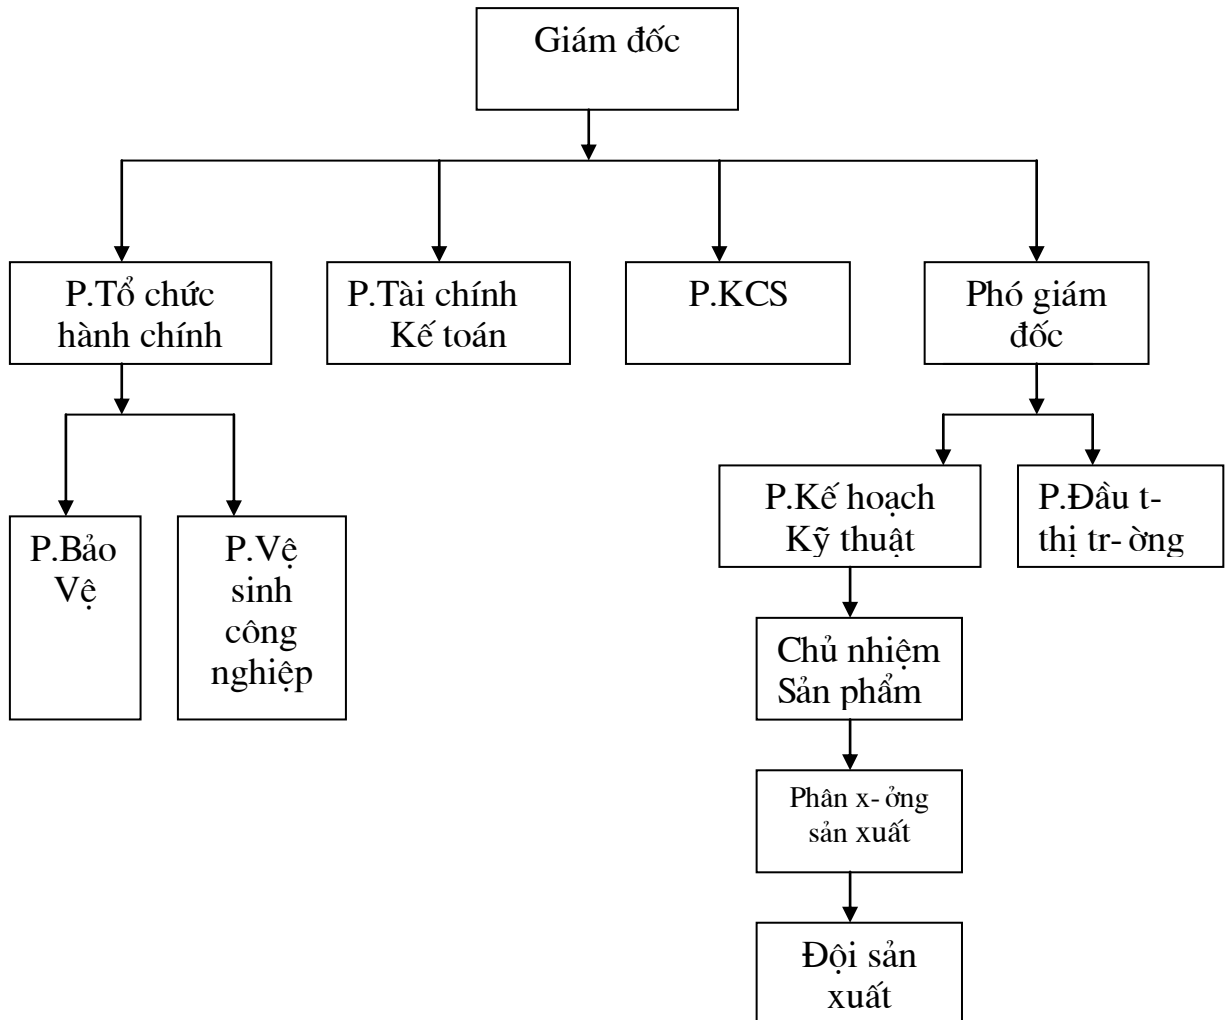 Giám đốc
P.Tổ chức
hành chính
P.Tài chính
Kế toán
P.KCS
Phó giám
đốc
P.Kế hoạch
Kỹ thuật
P.Đầu t-
thị tr- ờng
P.Bảo
Vệ
P.Vệ
sinh
công
nghiệp
Chủ nhiệm
Sản phẩm
Phân x- ởng
sản xuất
Đội sản
xuất